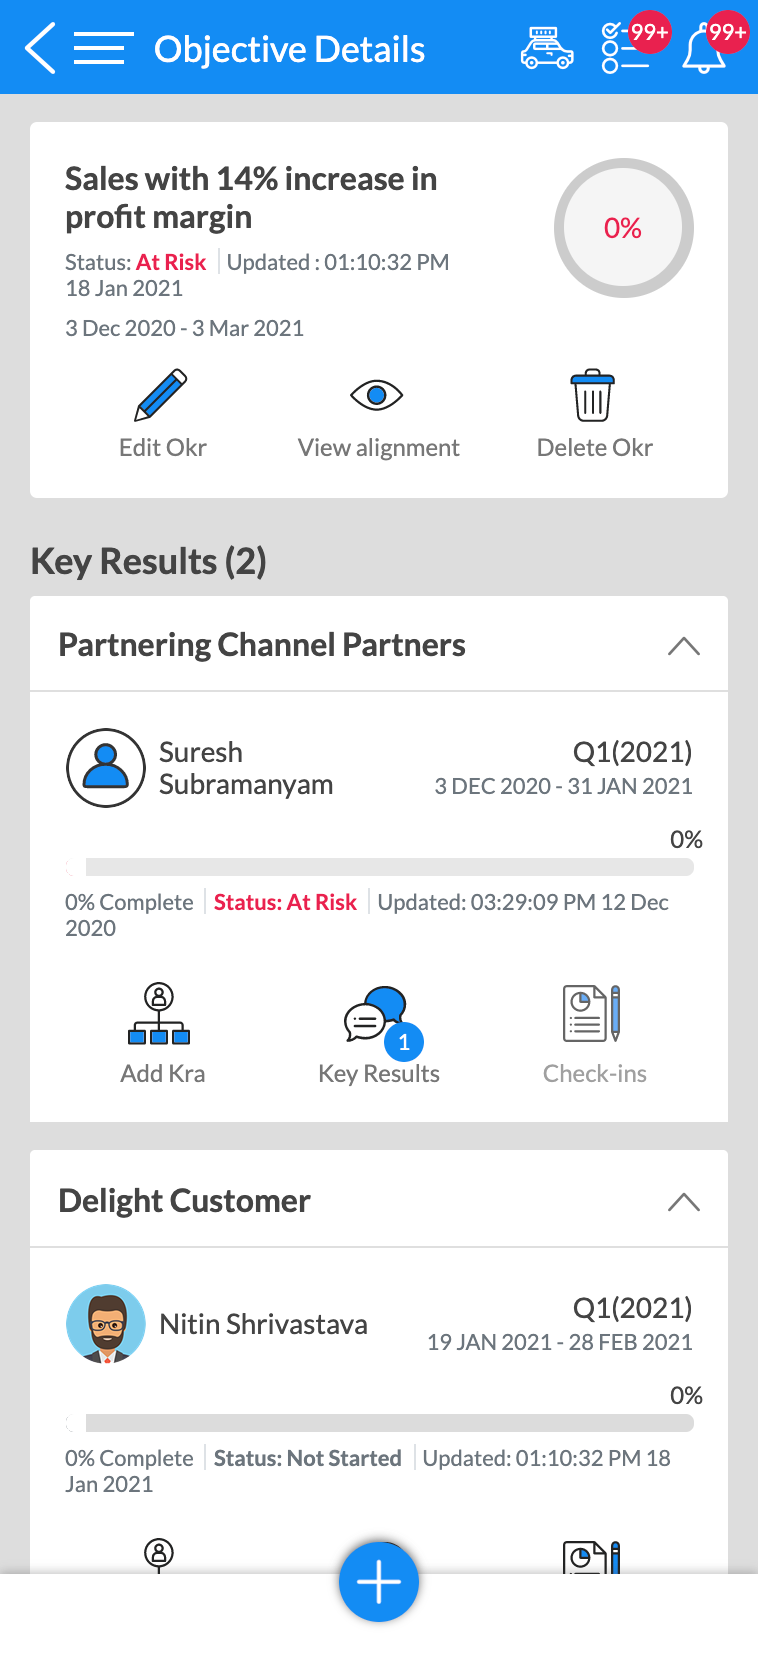 Objective Details
99+
99+
Sales with 14% increase in
profit margin
0%
Status: At Risk
Updated : 01:10:32 PM
18 Jan 2021
3 Dec 2020 - 3 Mar 2021
Edit Okr
View alignment
Delete Okr
Key Results (2)
Partnering Channel Partners
Suresh
Subramanyam
Q1(2021)
3 DEC 2020 - 31 JAN 2021
0%
0% Complete
Status: At Risk
Updated: 03:29:09 PM 12 Dec
2020
1
Add Kra
Key Results
Check-ins
Delight Customer
Nitin Shrivastava
Q1(2021)
19 JAN 2021 - 28 FEB 2021
0%
0% Complete
Status: Not Started
Updated: 01:10:32 PM 18
Jan 2021